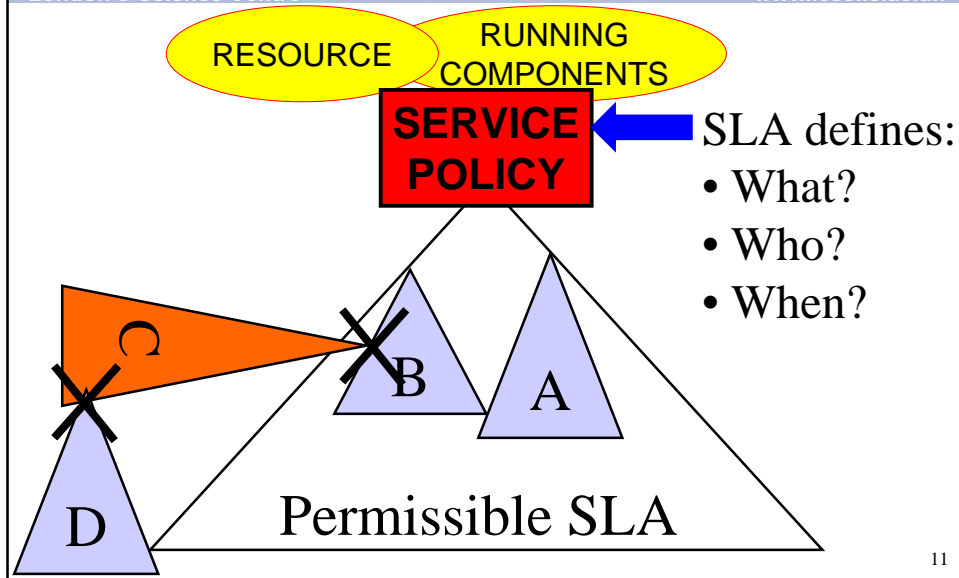 RESOURCE
RUNNING
COMPONENTS
SERVICE
POLICY
SLA defines:
• What?
• Who?
• When?
C
B
A
D
Permissible SLA
11